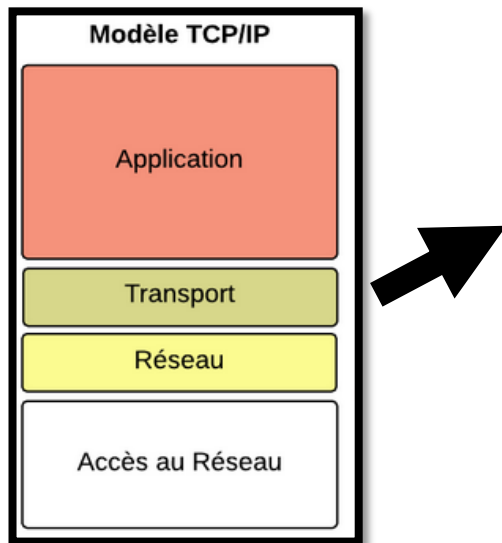 Modèle TCP/IP
Application
Transport
Réseau
Accès au Réseau